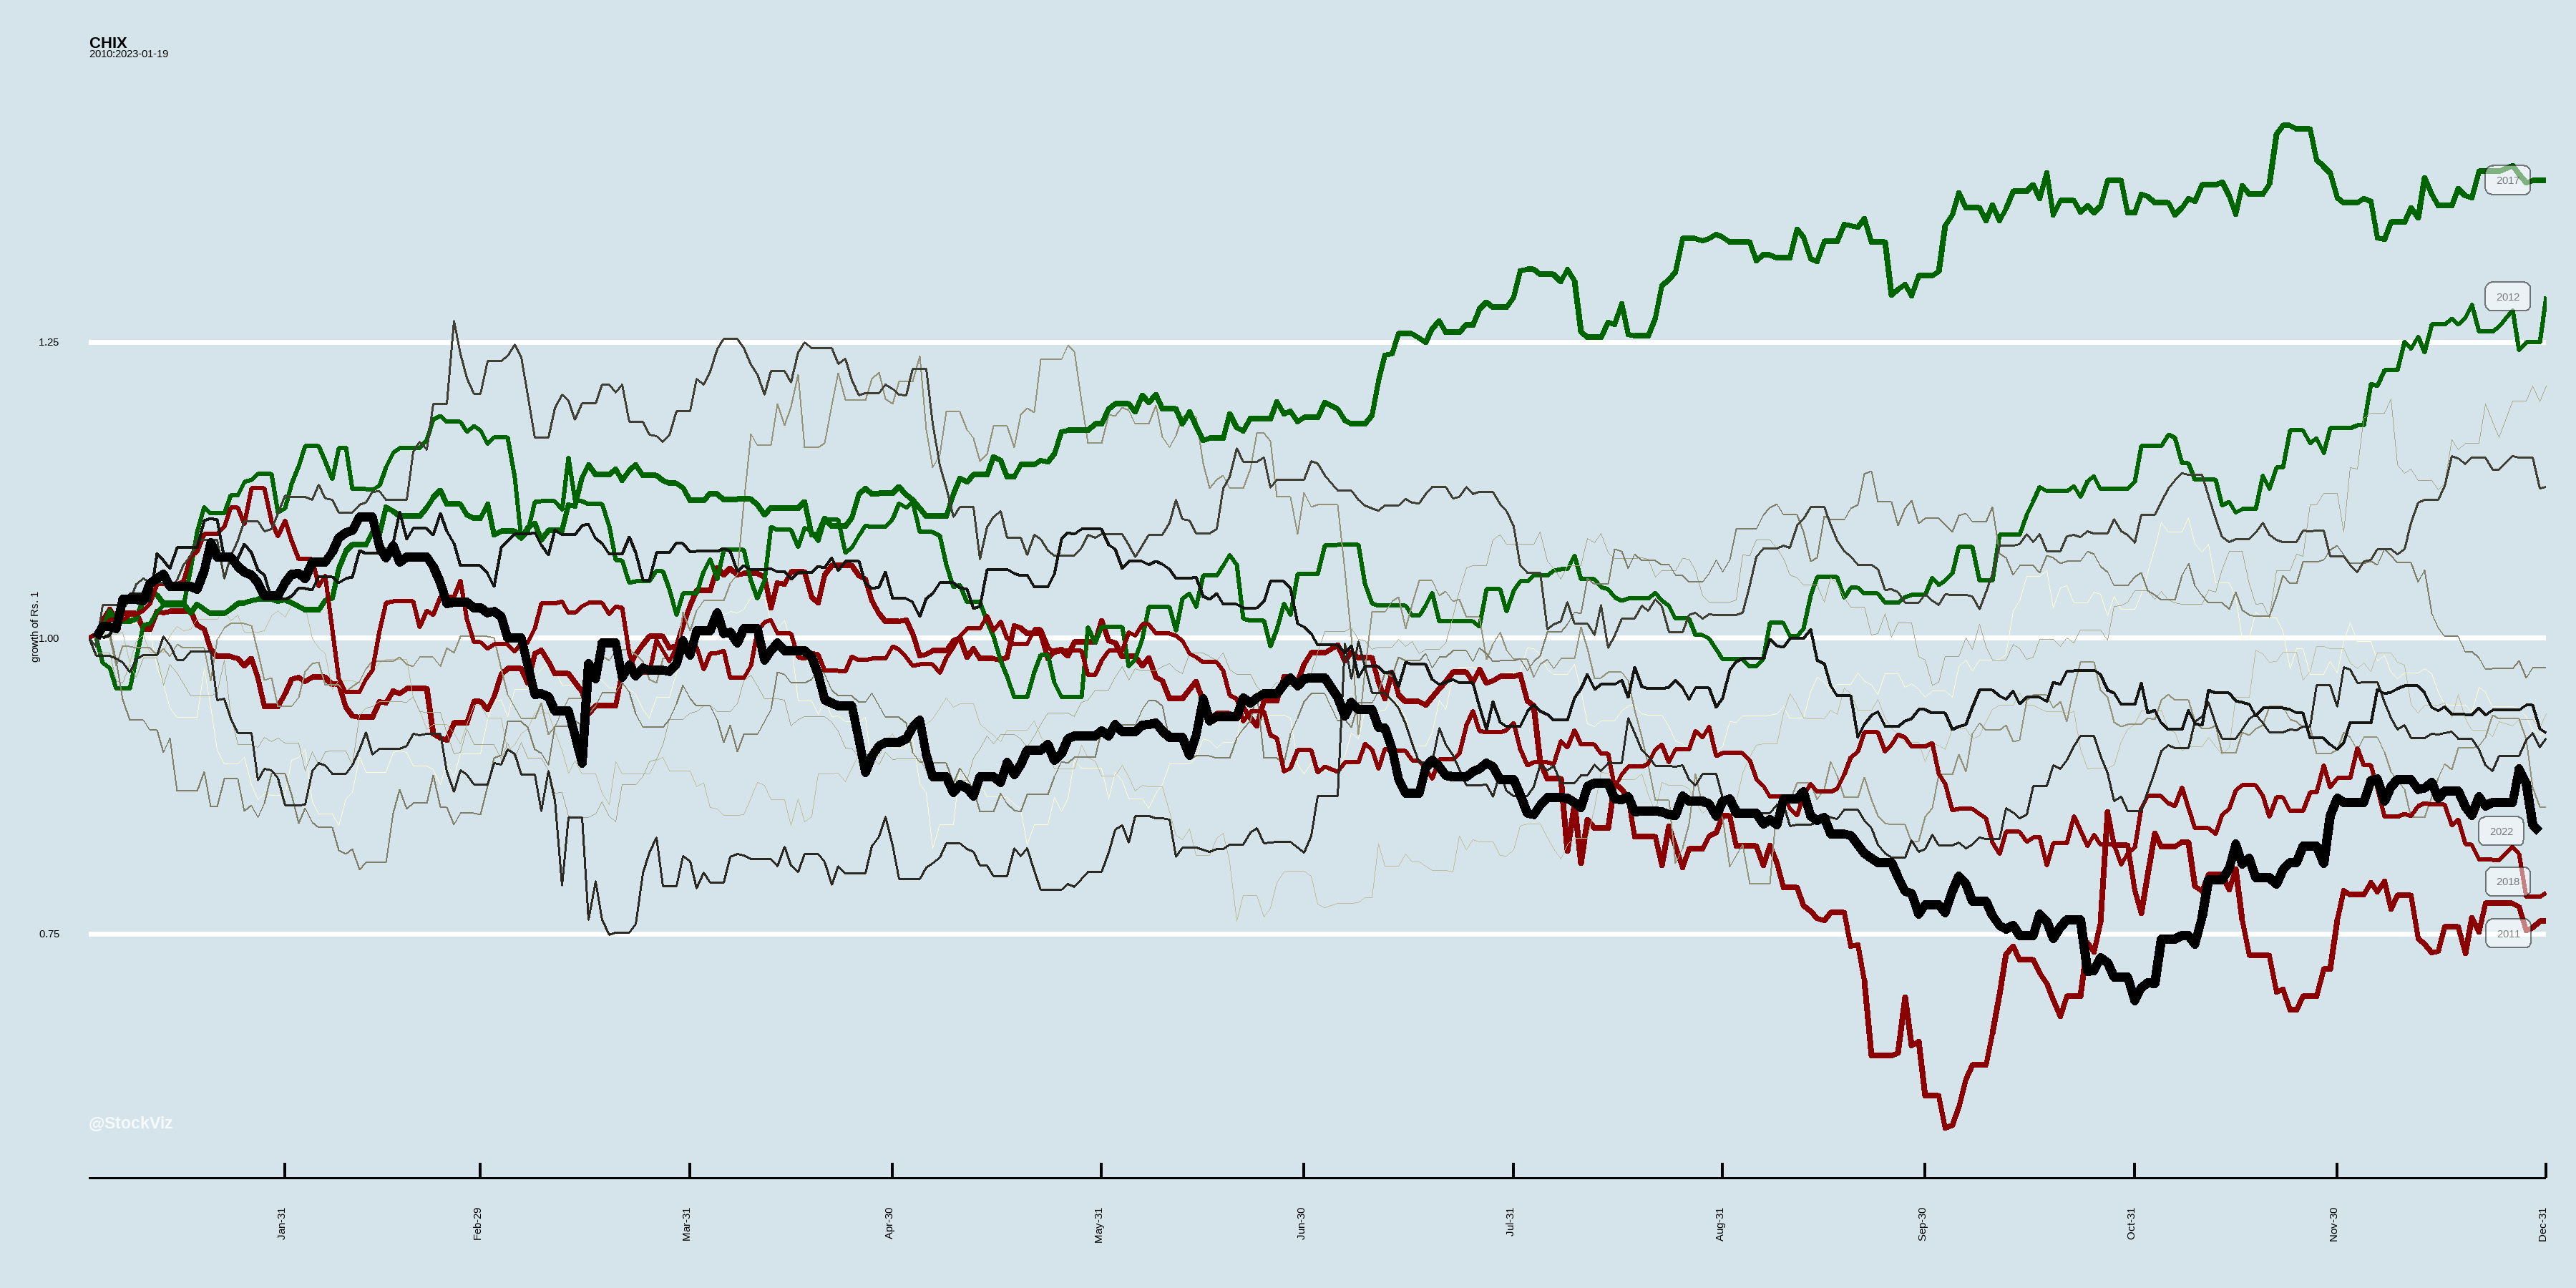 CHIX
2010:2023-01-19
growth of Rs. 1
1.25
1.00
0.75
2017
2012
2022
2018
2011
@StockViz
Jan-31
Feb-29
Mar-31
Apr-30
May-31
Jun-30
Jul-31
Aug-31
Sep-30
Oct-31
Nov-30
Dec-31